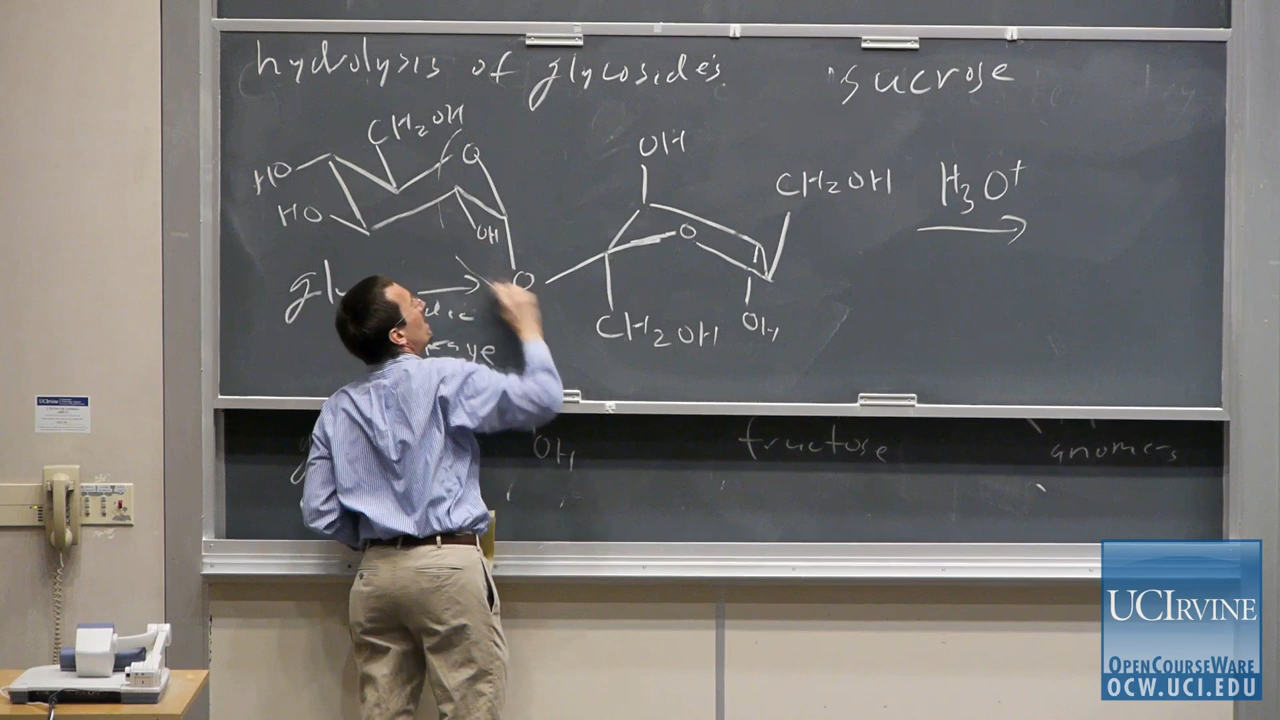 hydrolysis of glycosides
sucrose
CH₂OH
O
HO
HO
OH
O
OH
O
CH₂OH
CH₂OH
OH
H₃O⁺
OH
fructose
anomers
UCIrvine
UCIRVINE
OPENCOURSEWARE
OCW.UCI.EDU